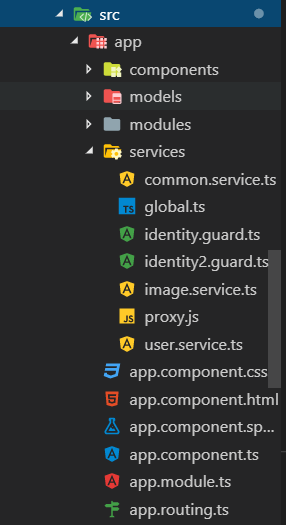 src
app
components
models
modules
services
common.service.ts
TS global.ts
identity.guard.ts
identity2.guard.ts
image.service.ts
JS proxy.js
user.service.ts
app.component.css
app.component.html
app.component.sp...
app.component.ts
app.module.ts
app.routing.ts